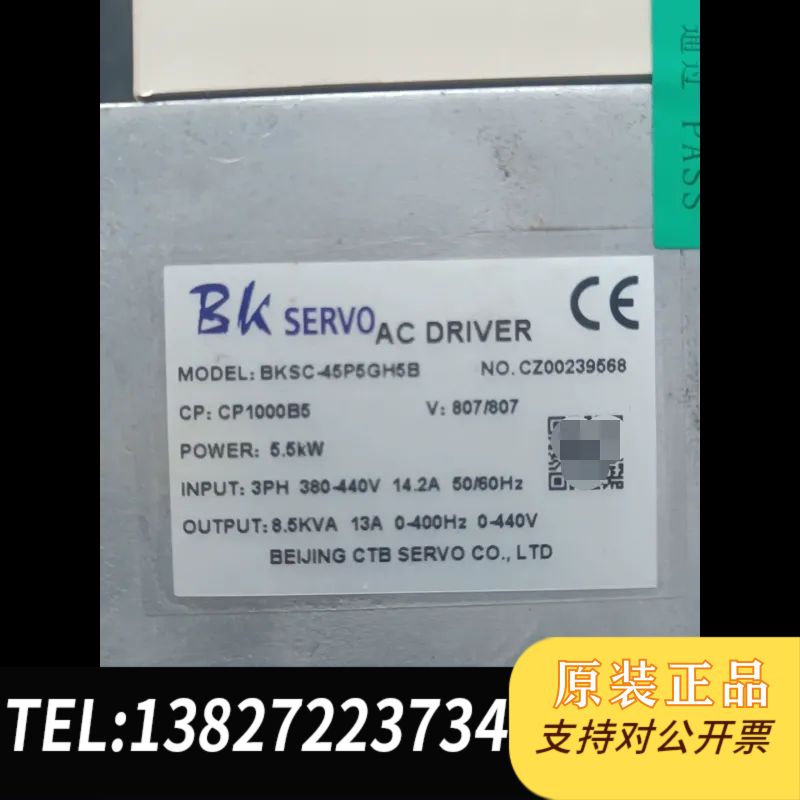 通过 PASS
BK SERVO AC DRIVER CE
MODEL: BKSC-45P5GH5B NO. CZ00239568
CP: CP1000B5 V: 807/807
POWER: 5.5kW
INPUT: 3PH 380-440V 14.2A 50/60Hz
OUTPUT: 8.5KVA 13A 0-400Hz 0-440V
BEIJING CTB SERVO CO., LTD
TEL:13827223734
原装正品
支持对公开票